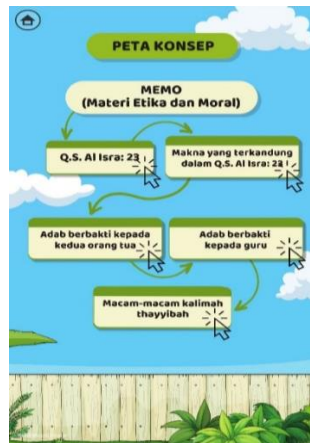 PETA KONSEP
MEMO
(Materi Etika dan Moral)
Q.S. Al Isra: 23
Makna yang terkandung
dalam Q.S. Al Isra: 23
Adab berbakti kepada
kedua orang tua
Adab berbakti
kepada guru
Macam-macam kalimah
thayyibah